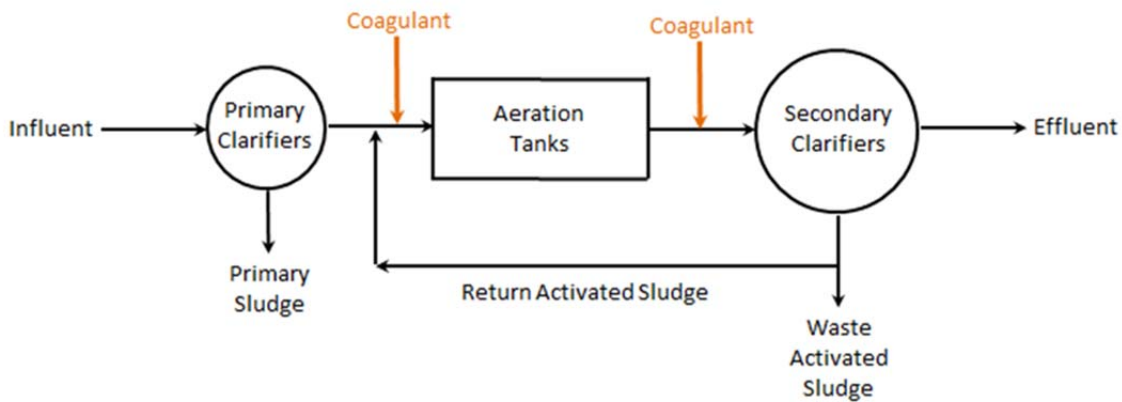 Coagulant
Coagulant
Influent
Primary
Clarifiers
Aeration
Tanks
Secondary
Clarifiers
Effluent
Primary
Sludge
Return Activated Sludge
Waste
Activated
Sludge